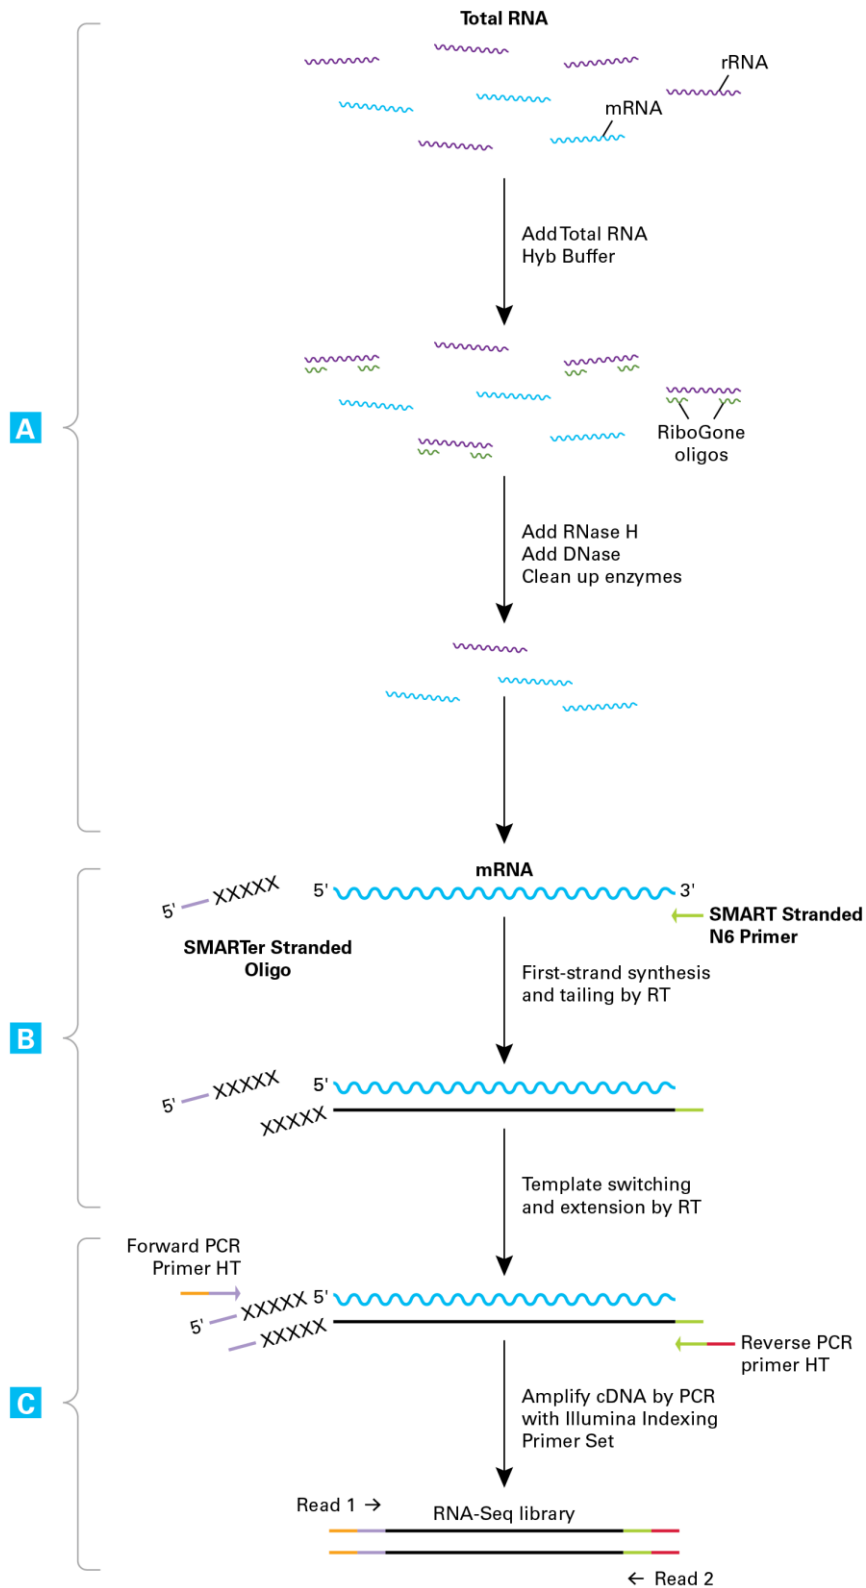 Total RNA
rRNA
mRNA
Add Total RNA
Hyb Buffer
A
RiboGone
oligos
Add RNase H
Add DNase
Clean up enzymes
mRNA
5' XXXXX
5'
3'
SMART Stranded
N6 Primer
SMARTer Stranded
Oligo
First-strand synthesis
and tailing by RT
B
5' XXXXX
5'
XXXXX
Template switching
and extension by RT
Forward PCR
Primer HT
5' XXXXX
5'
XXXXX
Reverse PCR
primer HT
C
Amplify cDNA by PCR
with Illumina Indexing
Primer Set
Read 1 →
RNA-Seq library
← Read 2